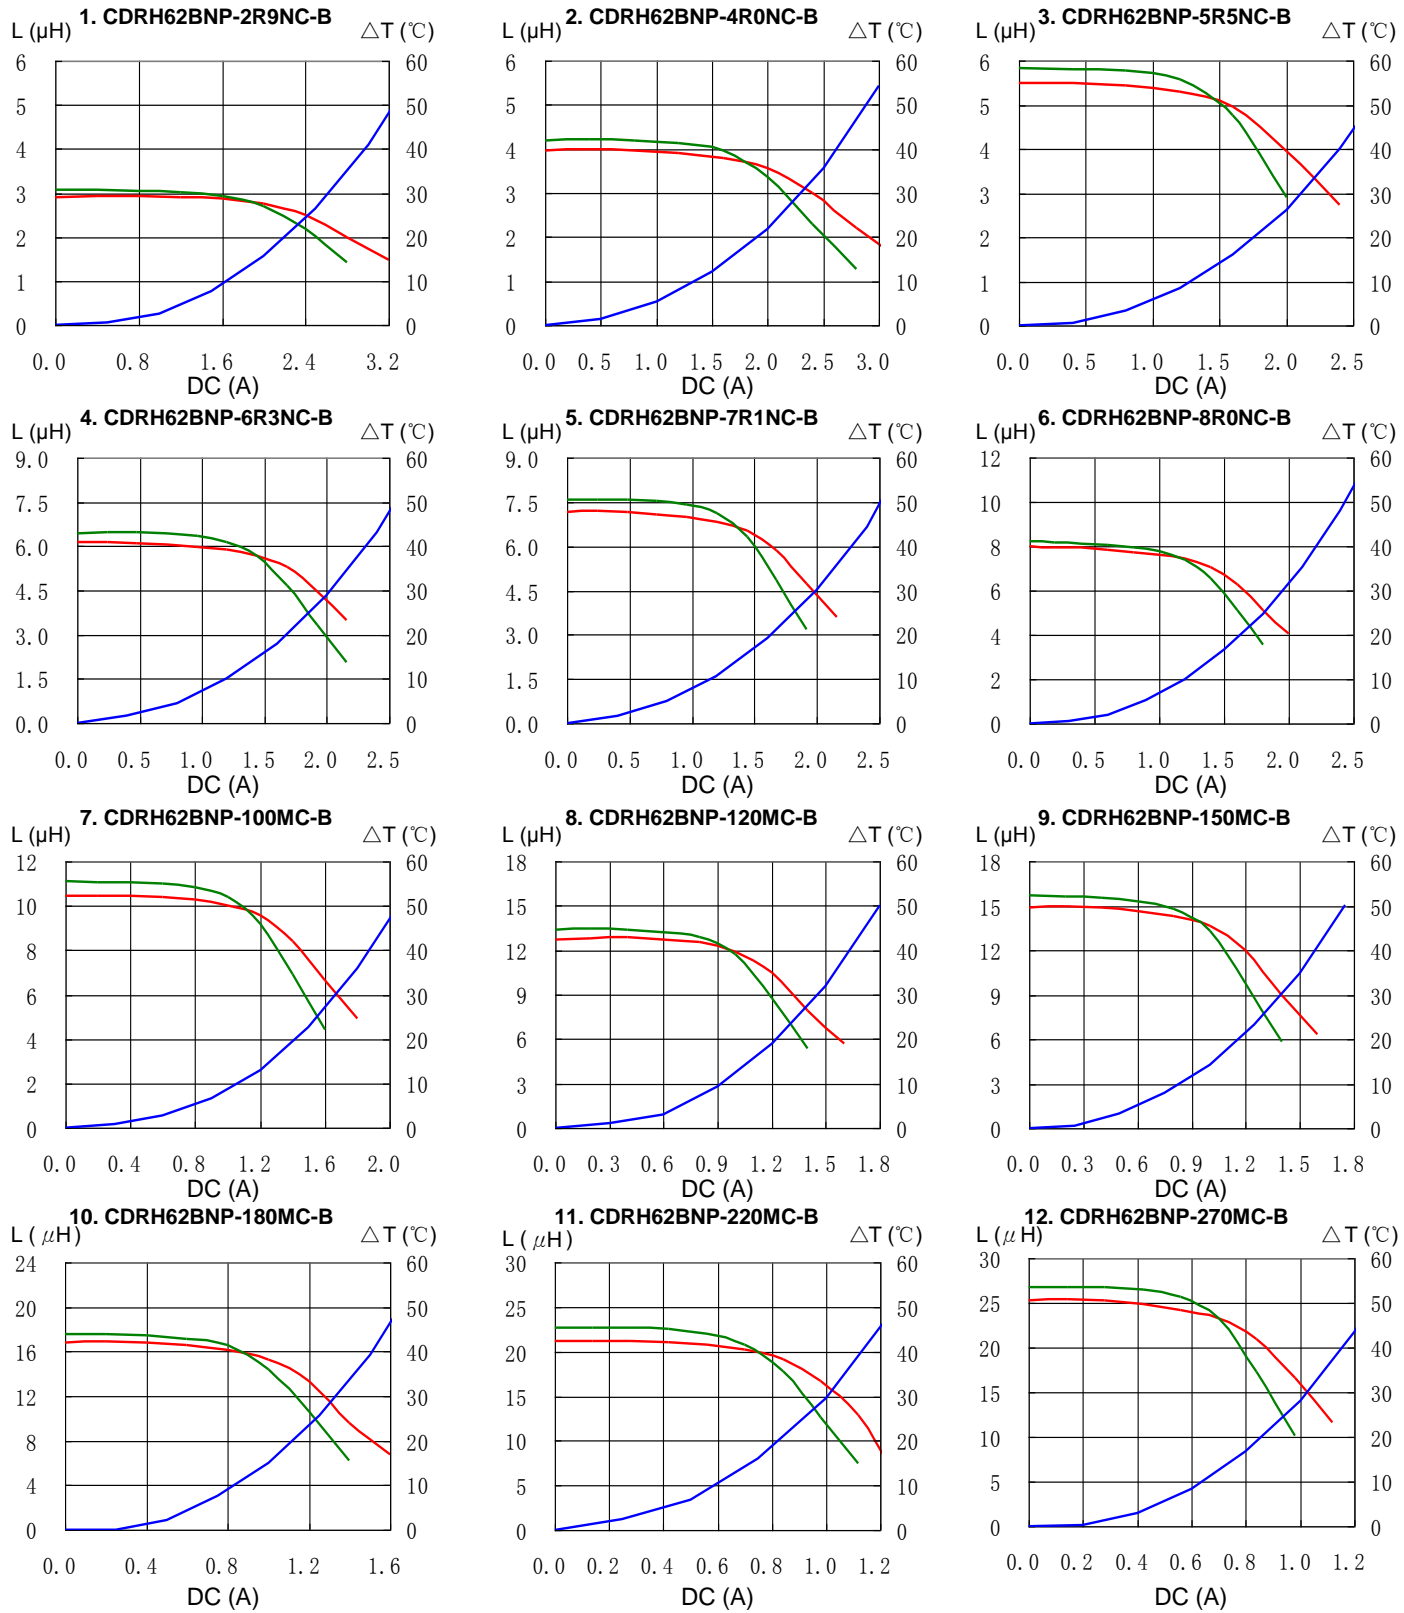 1. CDRH62BNP-2R9NC-B
L (μH) △T (℃)
6 60
5 50
4 40
3 30
2 20
1 10
0 0
0.0 0.8 1.6 2.4 3.2
DC (A)
2. CDRH62BNP-4R0NC-B
L (μH) △T (℃)
6 60
5 50
4 40
3 30
2 20
1 10
0 0
0.0 0.5 1.0 1.5 2.0 2.5 3.0
DC (A)
3. CDRH62BNP-5R5NC-B
L (μH) △T (℃)
6 60
5 50
4 40
3 30
2 20
1 10
0 0
0.0 0.5 1.0 1.5 2.0 2.5
DC (A)
4. CDRH62BNP-6R3NC-B
L (μH) △T (℃)
9.0 60
7.5 50
6.0 40
4.5 30
3.0 20
1.5 10
0.0 0
0.0 0.5 1.0 1.5 2.0 2.5
DC (A)
5. CDRH62BNP-7R1NC-B
L (μH) △T (℃)
9.0 60
7.5 50
6.0 40
4.5 30
3.0 20
1.5 10
0.0 0
0.0 0.5 1.0 1.5 2.0 2.5
DC (A)
6. CDRH62BNP-8R0NC-B
L (μH) △T (℃)
12 60
10 50
8 40
6 30
4 20
2 10
0 0
0.0 0.5 1.0 1.5 2.0 2.5
DC (A)
7. CDRH62BNP-100MC-B
L (μH) △T (℃)
12 60
10 50
8 40
6 30
4 20
2 10
0 0
0.0 0.4 0.8 1.2 1.6 2.0
DC (A)
8. CDRH62BNP-120MC-B
L (μH) △T (℃)
18 60
15 50
12 40
9 30
6 20
3 10
0 0
0.0 0.3 0.6 0.9 1.2 1.5 1.8
DC (A)
9. CDRH62BNP-150MC-B
L (μH) △T (℃)
18 60
15 50
12 40
9 30
6 20
3 10
0 0
0.0 0.3 0.6 0.9 1.2 1.5 1.8
DC (A)
10. CDRH62BNP-180MC-B
L ( μH) △T (℃)
24 60
20 50
16 40
12 30
8 20
4 10
0 0
0.0 0.4 0.8 1.2 1.6
DC (A)
11. CDRH62BNP-220MC-B
L ( μH) △T (℃)
30 60
25 50
20 40
15 30
10 20
5 10
0 0
0.0 0.2 0.4 0.6 0.8 1.0 1.2
DC (A)
12. CDRH62BNP-270MC-B
L (μ H) △T (℃)
30 60
25 50
20 40
15 30
10 20
5 10
0 0
0.0 0.2 0.4 0.6 0.8 1.0 1.2
DC (A)